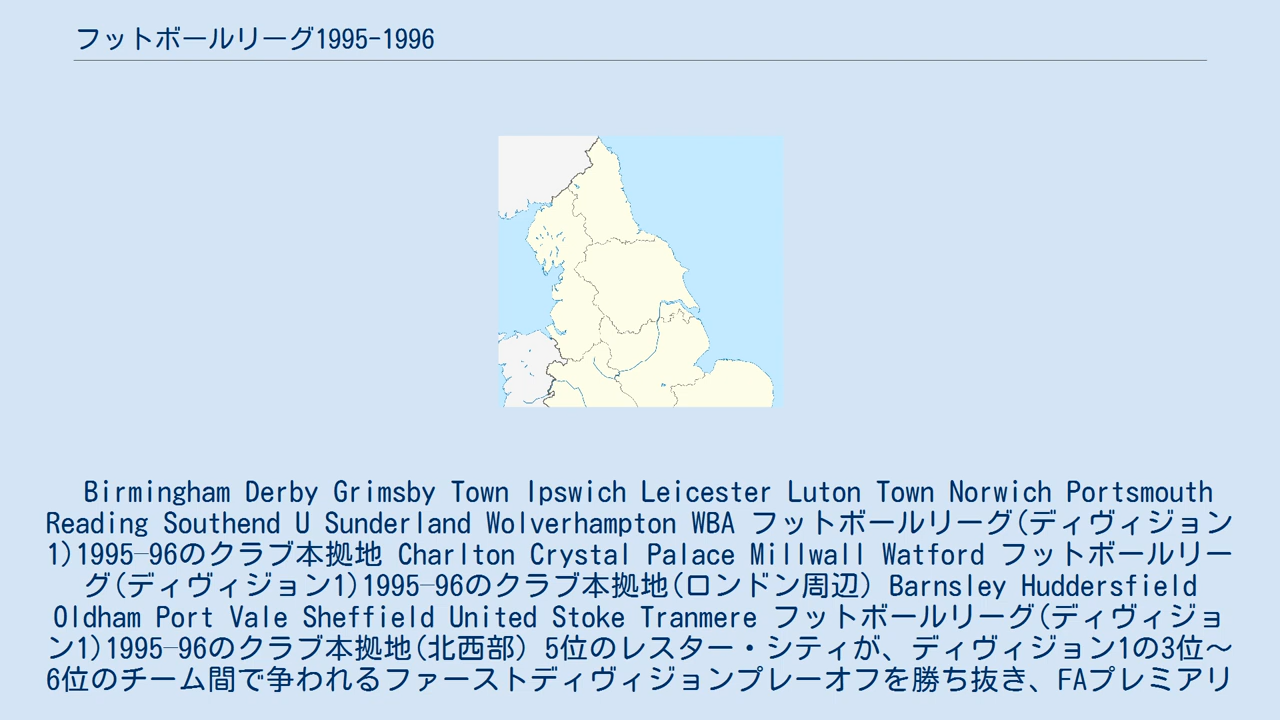 フットボールリーグ1995-1996
Birmingham Derby Grimsby Town Ipswich Leicester Luton Town Norwich Portsmouth
Reading Southend U Sunderland Wolverhampton WBA フットボールリーグ(ディヴィジョン
1)1995–96のクラブ本拠地 Charlton Crystal Palace Millwall Watford フットボールリー
グ(ディヴィジョン1)1995–96のクラブ本拠地(ロンドン周辺) Barnsley Huddersfield
Oldham Port Vale Sheffield United Stoke Tranmere フットボールリーグ(ディヴィジョ
ン1)1995–96のクラブ本拠地(北西部) 5位のレスター・シティが、ディヴィジョン1の3位～
6位のチーム間で争われるファーストディヴィジョンプレーオフを勝ち抜き、FAプレミアリ